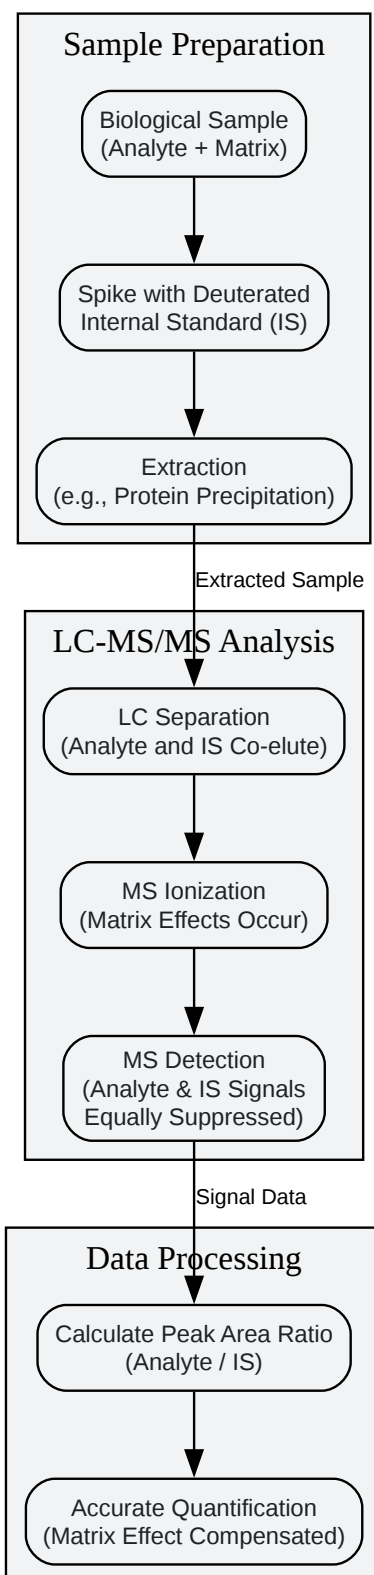 Sample Preparation
Biological Sample
(Analyte + Matrix)
Spike with Deuterated
Internal Standard (IS)
Extraction
(e.g., Protein Precipitation)
Extracted Sample
LC-MS/MS Analysis
LC Separation
(Analyte and IS Co-elute)
MS Ionization
(Matrix Effects Occur)
MS Detection
(Analyte & IS Signals
Equally Suppressed)
Signal Data
Data Processing
Calculate Peak Area Ratio
(Analyte / IS)
Accurate Quantification
(Matrix Effect Compensated)